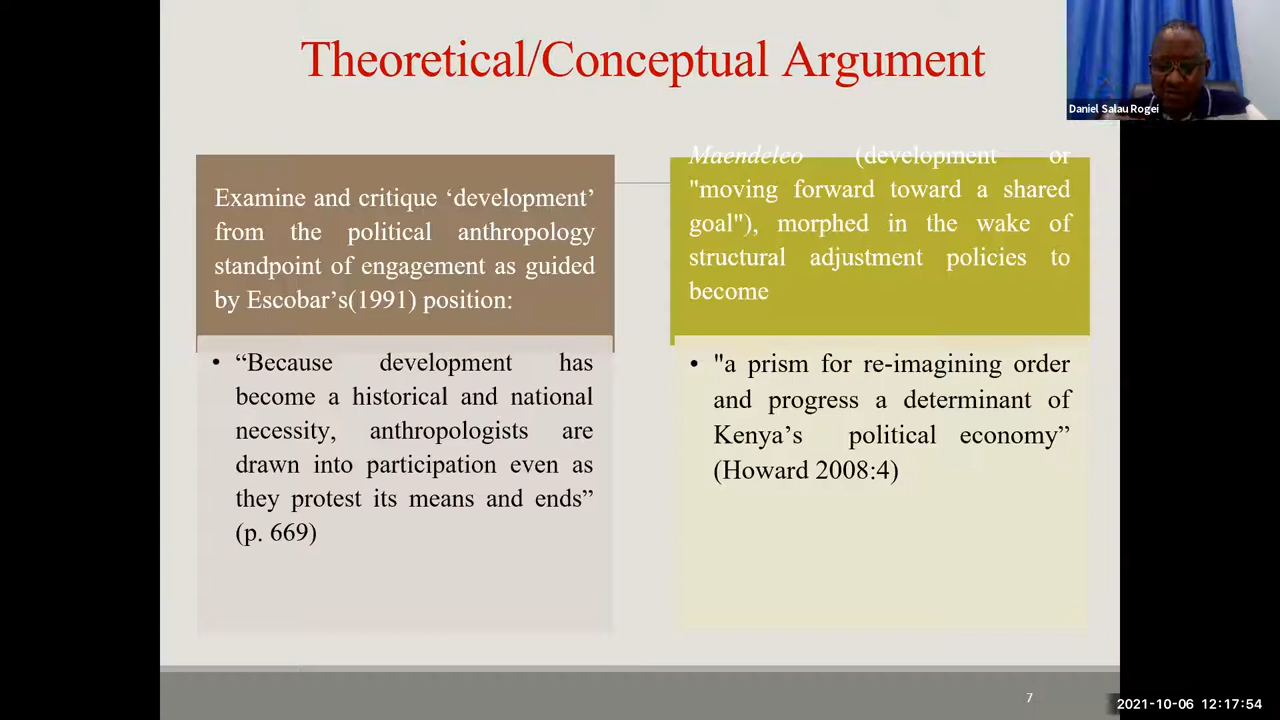 Theoretical/Conceptual Argument
Daniel Salau Rogei
Examine and critique ‘development’
from the political anthropology
standpoint of engagement as guided
by Escobar’s(1991) position:
• “Because development has
become a historical and national
necessity, anthropologists are
drawn into participation even as
they protest its means and ends”
(p. 669)
Maendeleo (development or
"moving forward toward a shared
goal"), morphed in the wake of
structural adjustment policies to
become
• "a prism for re-imagining order
and progress a determinant of
Kenya’s political economy”
(Howard 2008:4)
7
2021-10-06 12:17:54